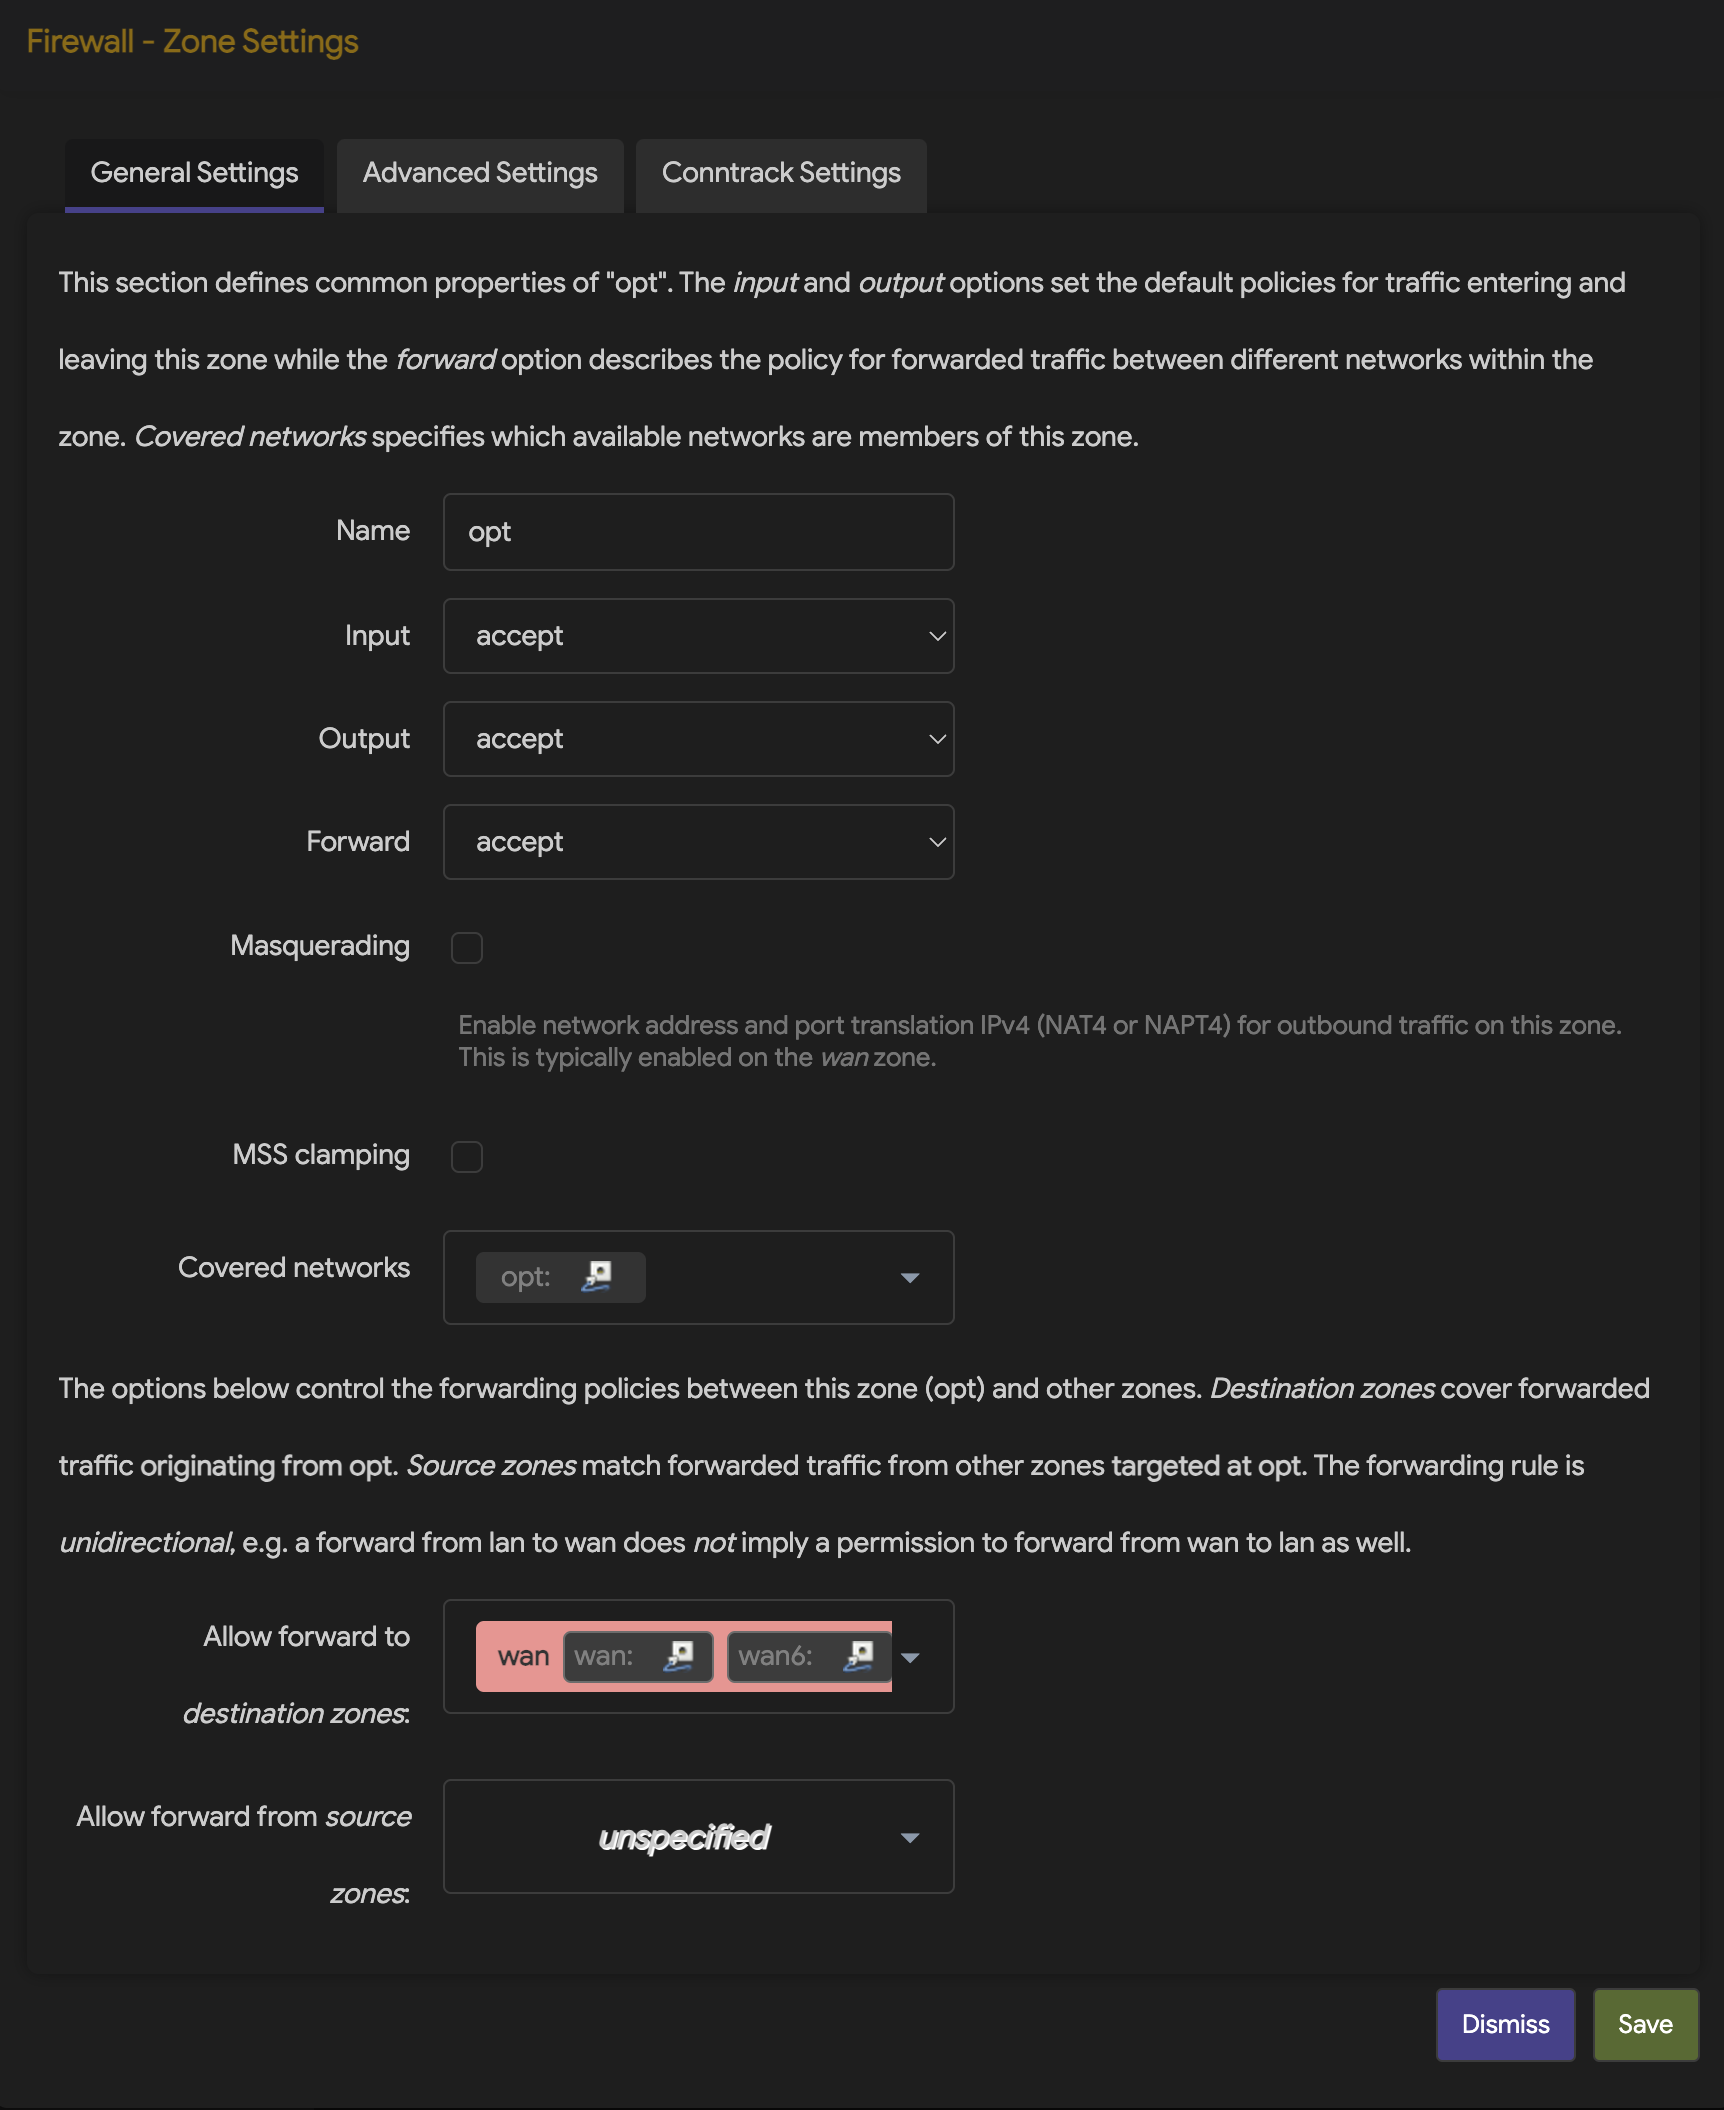 Firewall - Zone Settings
General Settings
Advanced Settings
Conntrack Settings
This section defines common properties of "opt". The input and output options set the default policies for traffic entering and
leaving this zone while the forward option describes the policy for forwarded traffic between different networks within the
zone. Covered networks specifies which available networks are members of this zone.
Name
opt
Input
accept
Output
accept
Forward
accept
Masquerading
Enable network address and port translation IPv4 (NAT4 or NAPT4) for outbound traffic on this zone.
This is typically enabled on the wan zone.
MSS clamping
Covered networks
opt:
The options below control the forwarding policies between this zone (opt) and other zones. Destination zones cover forwarded
traffic originating from opt. Source zones match forwarded traffic from other zones targeted at opt. The forwarding rule is
unidirectional, e.g. a forward from lan to wan does not imply a permission to forward from wan to lan as well.
Allow forward to
destination zones:
wan wan: wan6:
Allow forward from source
zones:
unspecified
Dismiss
Save